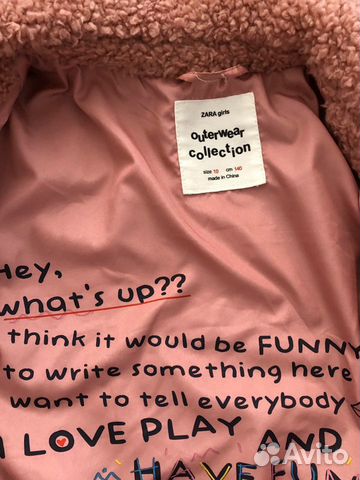 ZARA girls
outerwear
collection
size 10 cm 140
made in China
Hey,
what's up??
I think it would be FUNNY
to write something here
I want to tell everybody
I LOVE PLAY AND
HAVE FUN
Avito